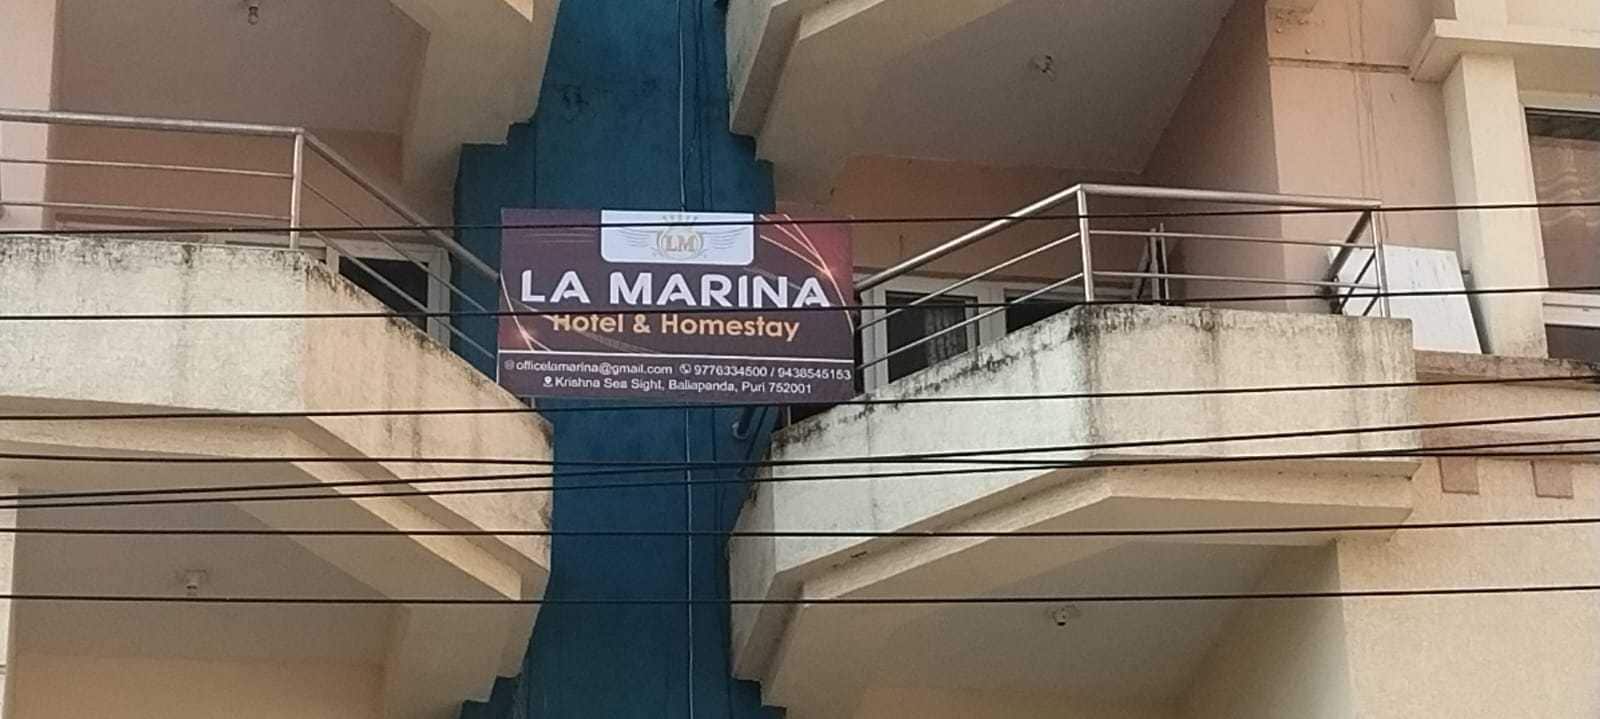 LM
LA MARINA
Hotel & Homestay
officelamarina@gmail.com 9776334500 / 9438545153
Krishna Sea Sight, Baliapanda, Puri 752001